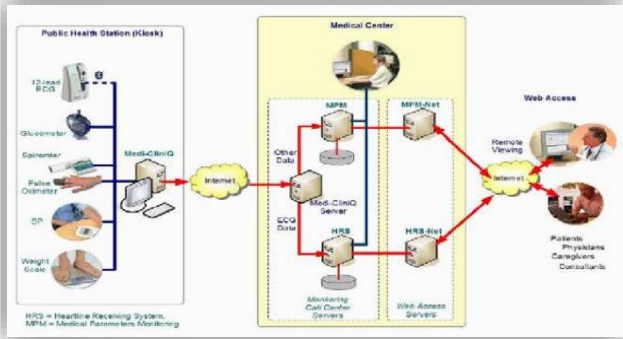 Public Health Station (Kiosk)
12-lead
ECG
Glucometer
Spirometer
Pulse
Oximeter
BP
Weight
Scale
Medi-CliniQ
HRS = Heartline Receiving System,
MPM = Medical Parameters Monitoring
Internet
Medical Center
MPM
MPM-Net
Other
Data
Medi-CliniQ
Server
ECG
Data
HRS
HRS-Net
Monitoring
Call Center
Servers
Web Access
Servers
Web Access
Remote
Viewing
Internet
Patients
Physicians
Caregivers
Consultants